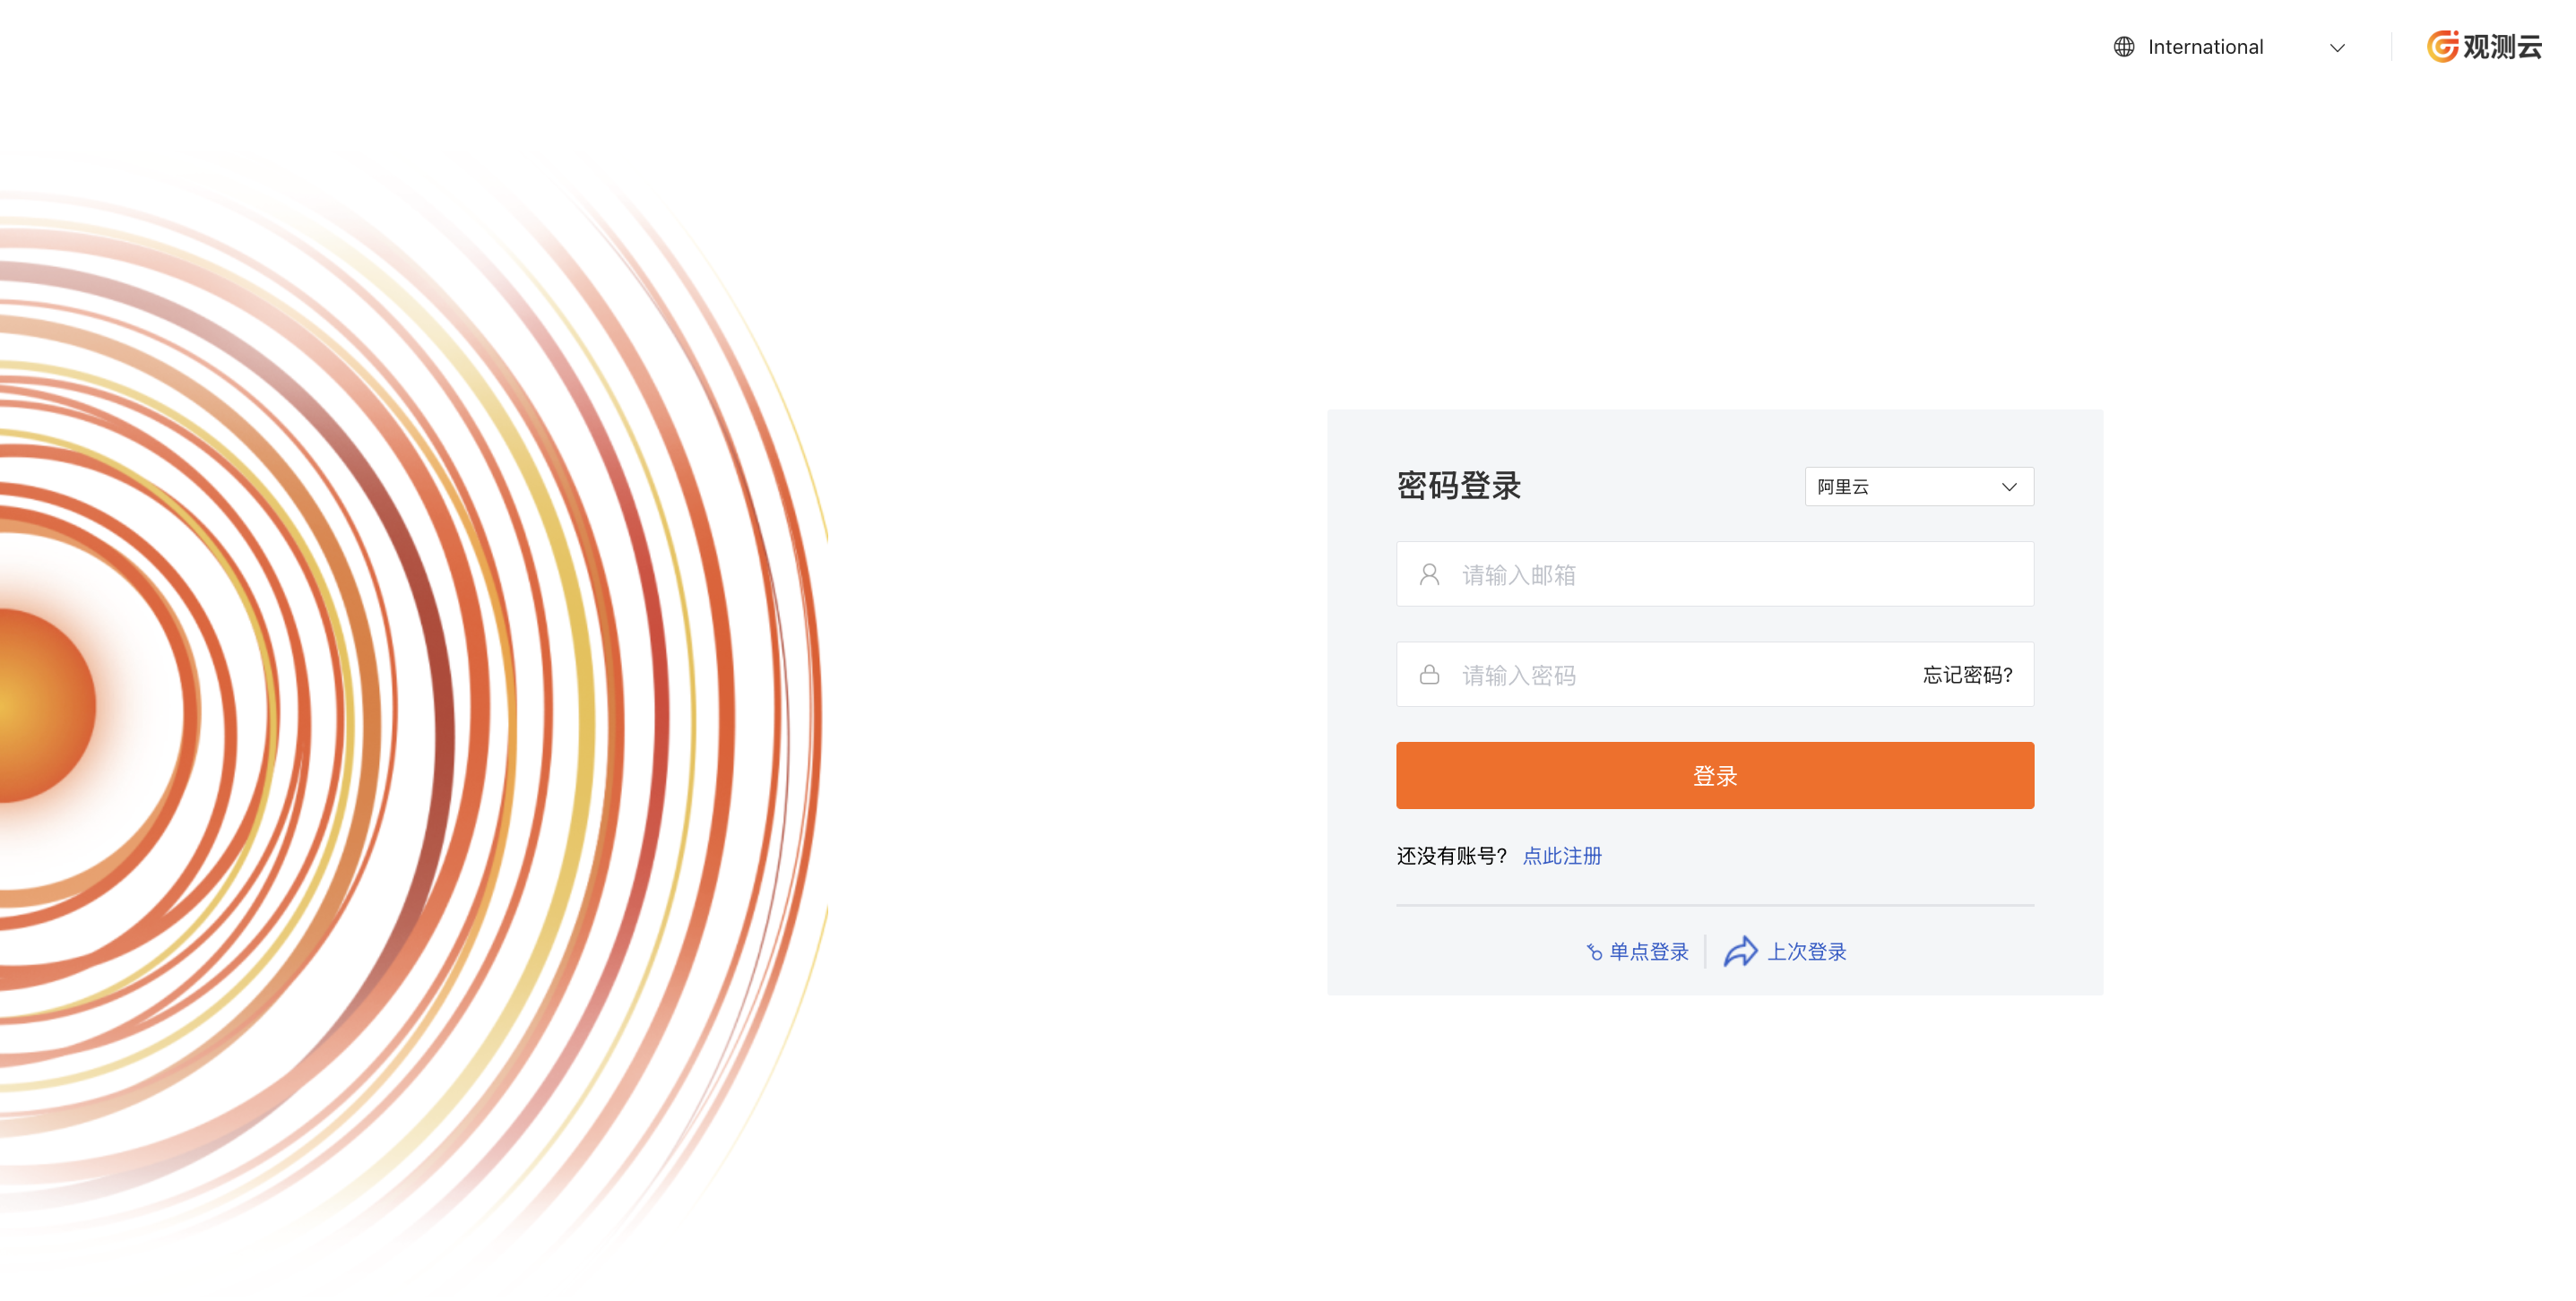 International
观测云
密码登录
阿里云
请输入邮箱
请输入密码
忘记密码?
登录
还没有账号? 点此注册
单点登录
上次登录